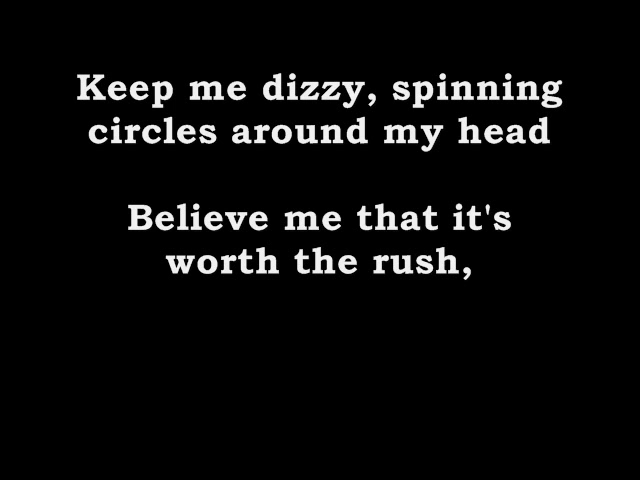 Keep me dizzy, spinning
circles around my head
Believe me that it's
worth the rush,